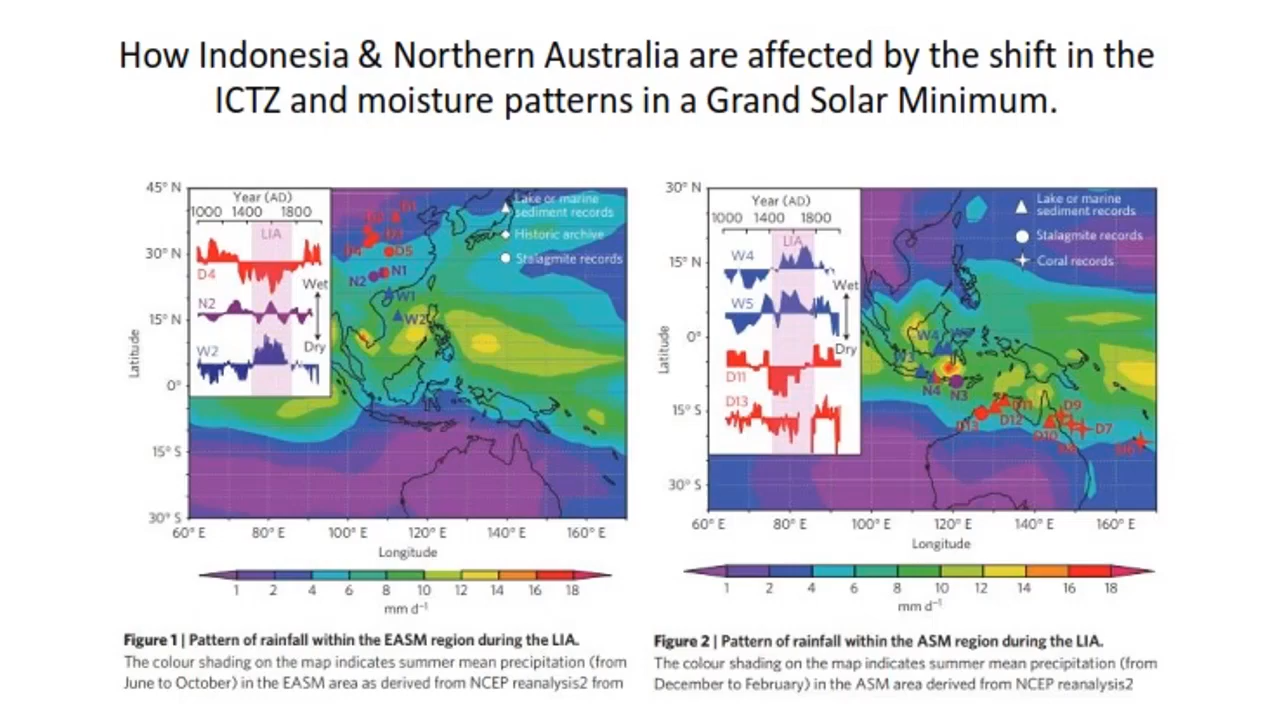 How Indonesia & Northern Australia are affected by the shift in the
ICTZ and moisture patterns in a Grand Solar Minimum.
45° N
30° N
15° N
0°
15° S
30° S
Latitude
Year (AD)
1000 1400 1800
LIA
D4
N2
W2
Wet
Dry
D1
D4
D5
N2
N1
W1
W2
Lake or marine
sediment records
Historic archive
Stalagmite records
60° E 80° E 100° E 120° E 140° E 160° E
Longitude
1 2 4 6 8 10 12 14 16 18
mm d⁻¹
Figure 1 | Pattern of rainfall within the EASM region during the LIA.
The colour shading on the map indicates summer mean precipitation (from
June to October) in the EASM area as derived from NCEP reanalysis2 from
30° N
15° N
0°
15° S
30° S
Latitude
Year (AD)
1000 1400 1800
LIA
W4
W5
D11
D13
Wet
Dry
Lake or marine
sediment records
Stalagmite records
Coral records
W4
W3
N4
N3
D13
D11
D12
D9
D10
D7
60° E 80° E 100° E 120° E 140° E 160° E
Longitude
1 2 4 6 8 10 12 14 16 18
mm d⁻¹
Figure 2 | Pattern of rainfall within the ASM region during the LIA.
The colour shading on the map indicates summer mean precipitation (from
December to February) in the ASM area derived from NCEP reanalysis2